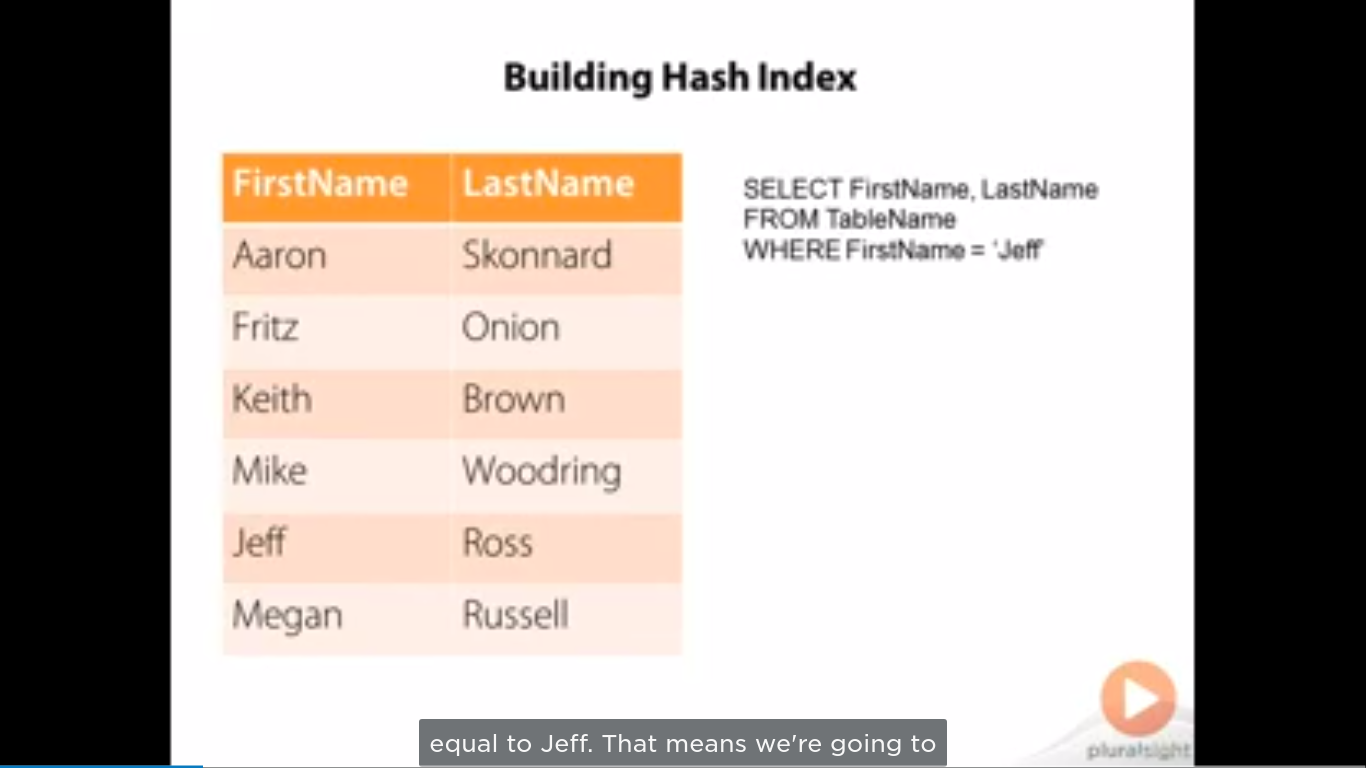 Building Hash Index
FirstName LastName
Aaron Skonnard
Fritz Onion
Keith Brown
Mike Woodring
Jeff Ross
Megan Russell
SELECT FirstName, LastName
FROM TableName
WHERE FirstName = 'Jeff'
pluralsight
equal to Jeff. That means we're going to